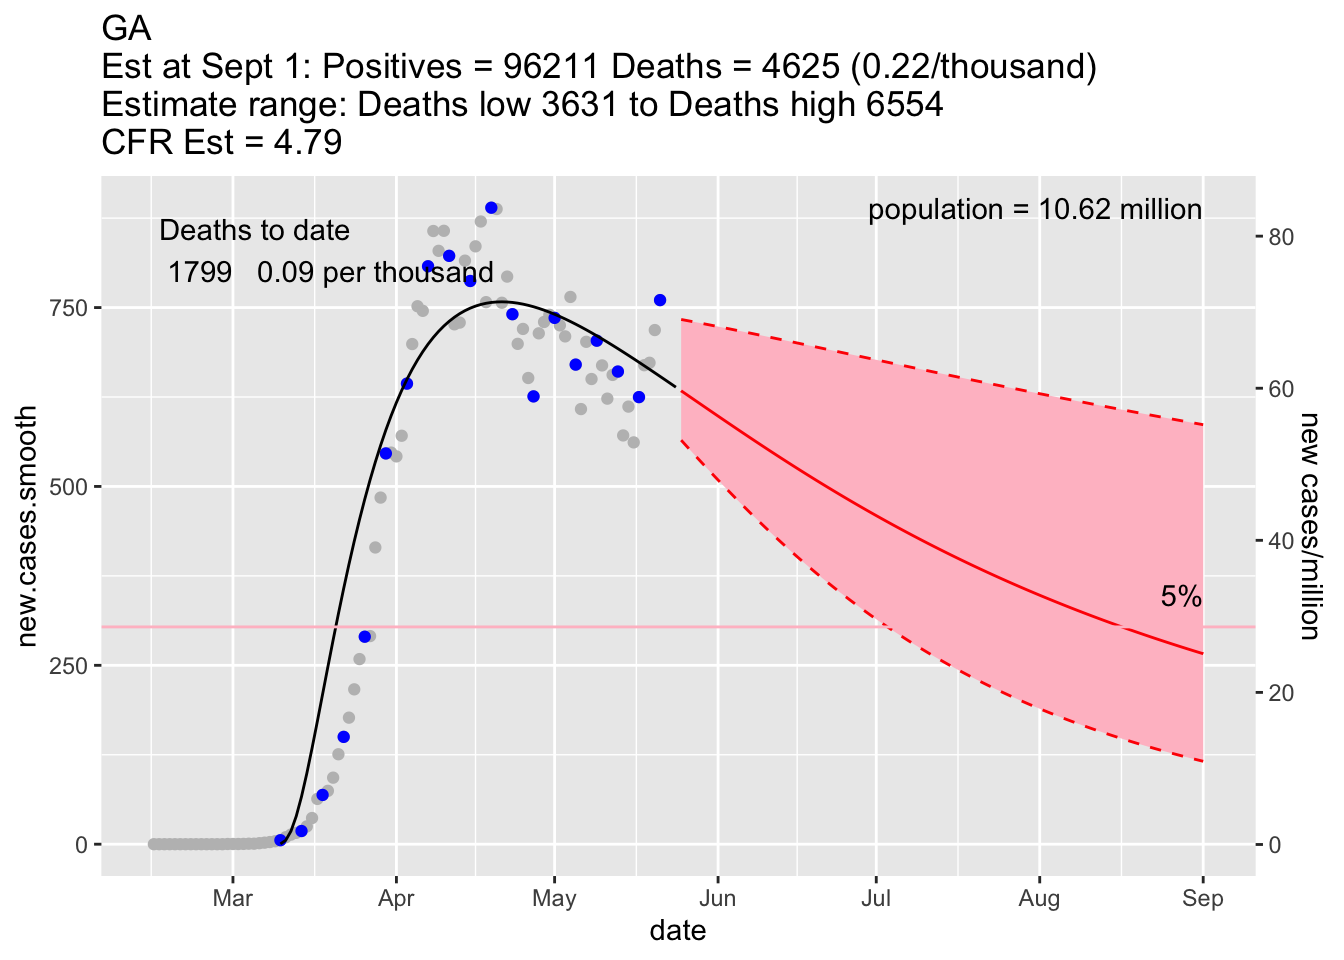 GA
Est at Sept 1: Positives = 96211 Deaths = 4625 (0.22/thousand)
Estimate range: Deaths low 3631 to Deaths high 6554
CFR Est = 4.79
population = 10.62 million
Deaths to date
1799 0.09 per thousand
80
750
60
new.cases.smooth
new cases/million
500
40
5%
250
20
0
0
Mar Apr May Jun Jul Aug Sep
date